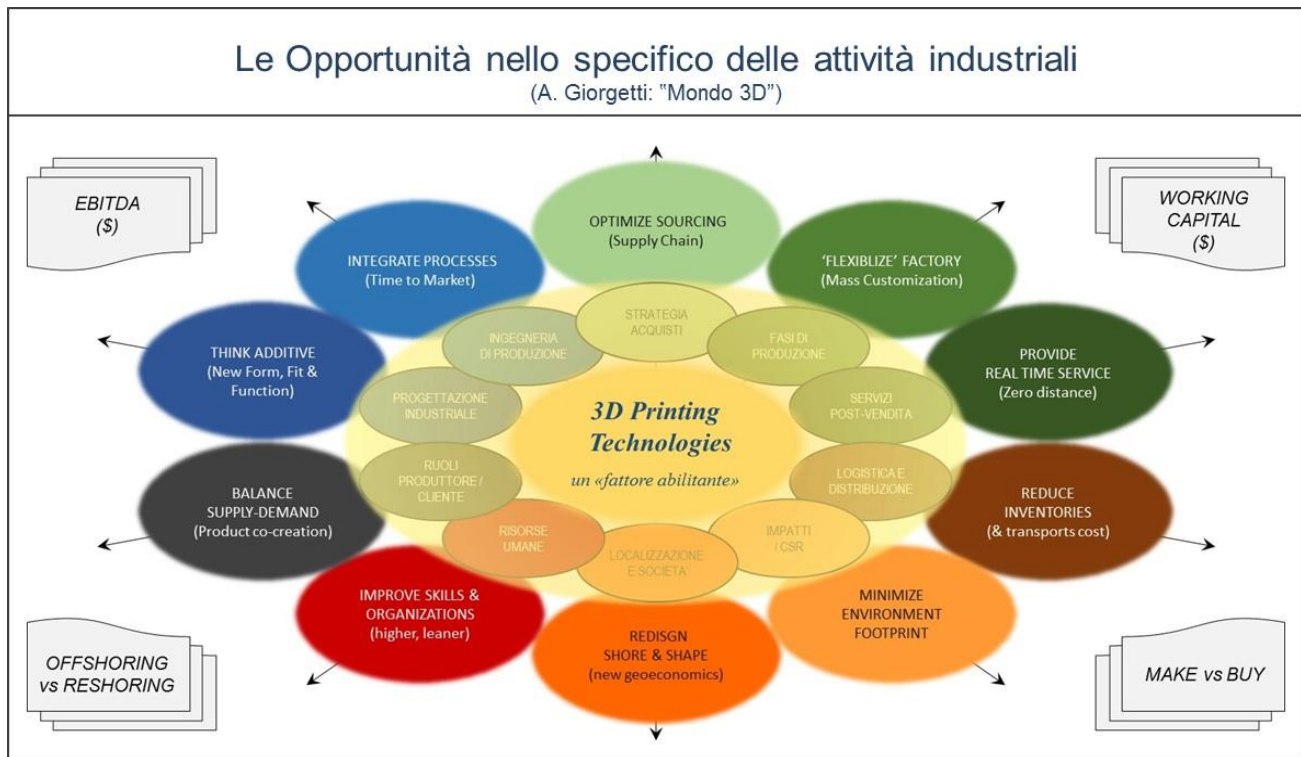 Le Opportunità nello specifico delle attività industriali
(A. Giorgetti: "Mondo 3D")
EBITDA
($)
WORKING
CAPITAL
($)
OPTIMIZE SOURCING
(Supply Chain)
INTEGRATE PROCESSES
(Time to Market)
'FLEXIBLIZE' FACTORY
(Mass Customization)
THINK ADDITIVE
(New Form, Fit &
Function)
PROVIDE
REAL TIME SERVICE
(Zero distance)
STRATEGIA
ACQUISTI
INGEGNERIA
DI PRODUZIONE
FASI DI
PRODUZIONE
PROGETTAZIONE
INDUSTRIALE
SERVIZI
POST-VENDITA
3D Printing
Technologies
un «fattore abilitante»
RUOLI
PRODUTTORE /
CLIENTE
LOGISTICA E
DISTRIBUZIONE
RISORSE
UMANE
IMPATTI
/ CSR
LOCALIZZAZIONE
E SOCIETA'
BALANCE
SUPPLY-DEMAND
(Product co-creation)
REDUCE
INVENTORIES
(& transports cost)
IMPROVE SKILLS &
ORGANIZATIONS
(higher, leaner)
MINIMIZE
ENVIRONMENT
FOOTPRINT
REDISGN
SHORE & SHAPE
(new geoeconomics)
OFFSHORING
vs RESHORING
MAKE vs BUY